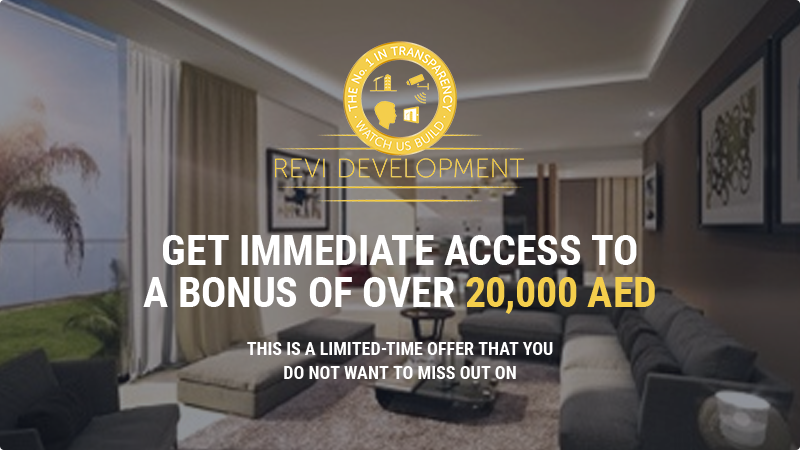 THE No. 1 IN TRANSPARENCY
WATCH US BUILD
REVI DEVELOPMENT
GET IMMEDIATE ACCESS TO
A BONUS OF OVER 20,000 AED
THIS IS A LIMITED-TIME OFFER THAT YOU
DO NOT WANT TO MISS OUT ON